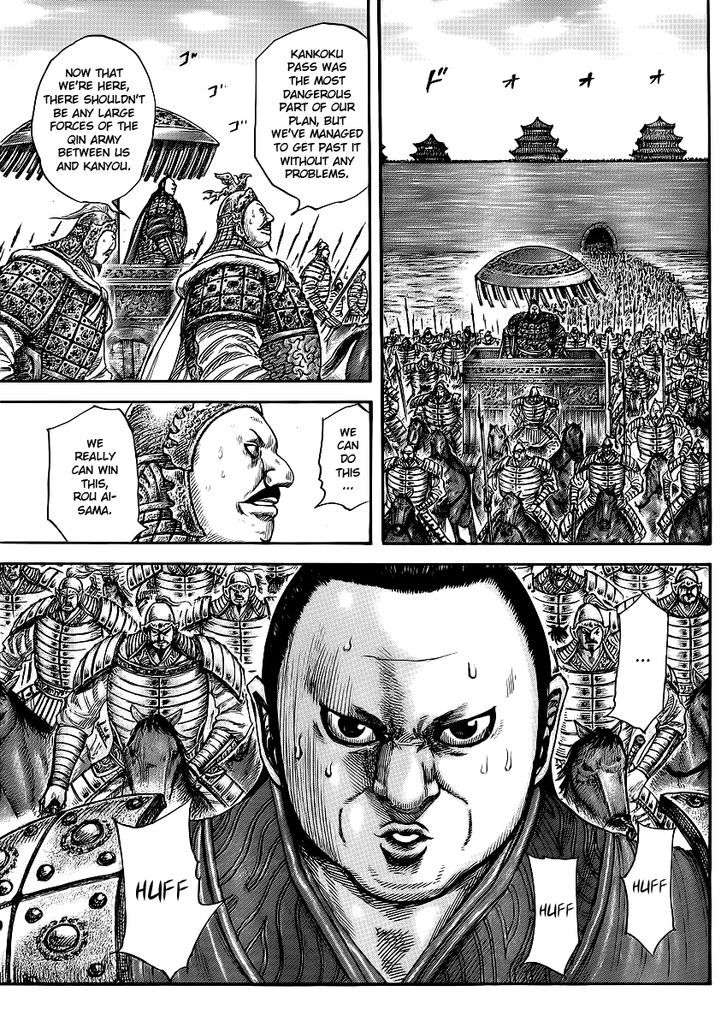 ド
オ
オ
オ
KANKOKU
PASS WAS
THE MOST
DANGEROUS
PART OF OUR
PLAN, BUT
WE'VE MANAGED
TO GET PAST IT
WITHOUT ANY
PROBLEMS.
ゴ
ゴ
ゴ
NOW THAT
WE'RE HERE,
THERE SHOULDN'T
BE ANY LARGE
FORCES OF THE
QIN ARMY
BETWEEN US
AND KANYOU.
WE
CAN
DO
THIS
...
WE
REALLY
CAN WIN
THIS,
ROU AI-
SAMA.
...
HUFF
HUFF
HUFF